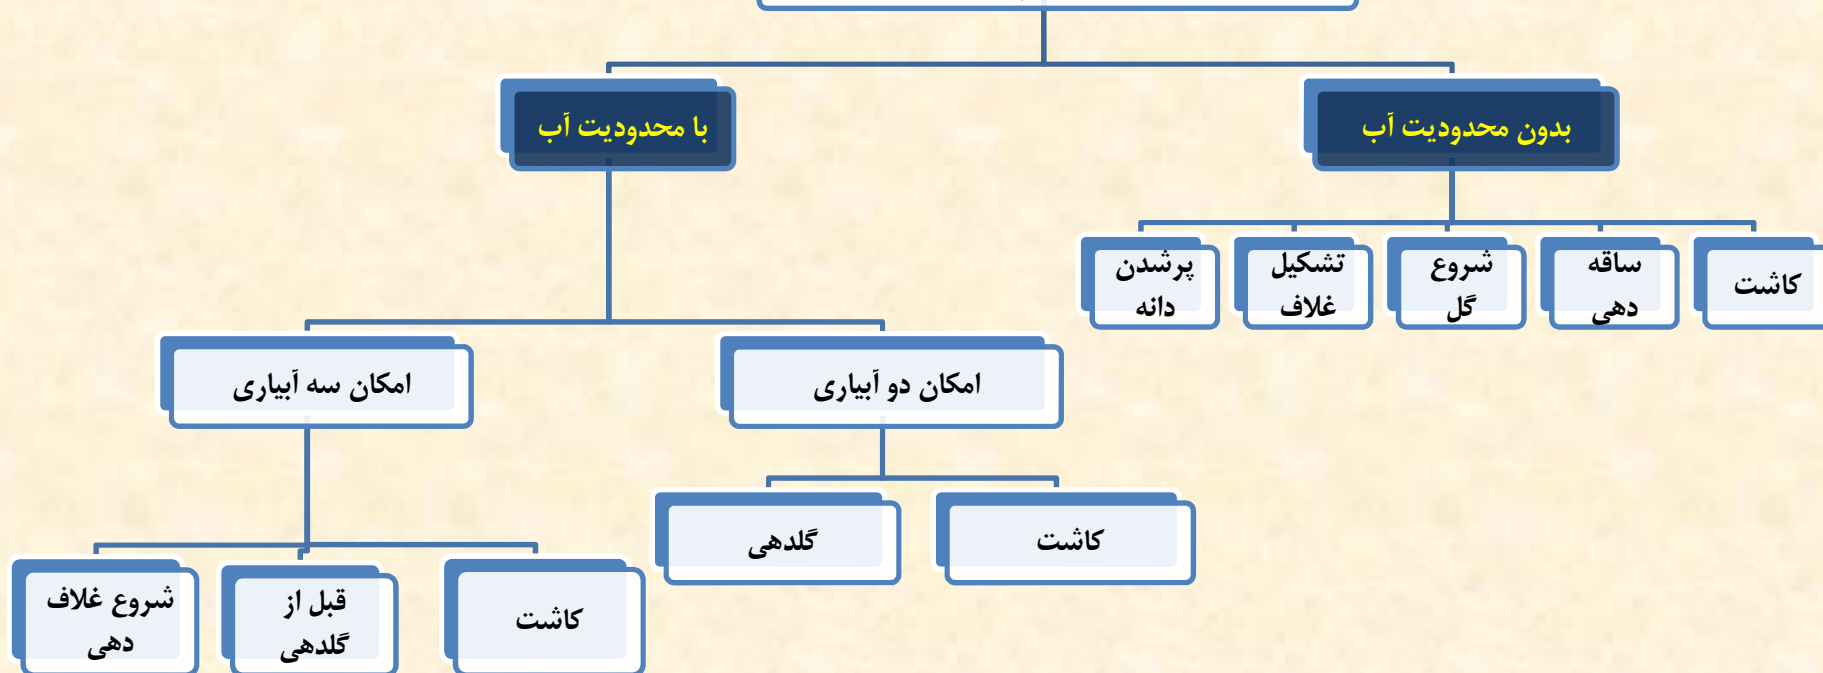 بدون محدودیت آب
با محدودیت آب
کاشت
ساقه
دهی
شروع
گل
تشکیل
غلاف
پرشدن
دانه
امکان دو آبیاری
امکان سه آبیاری
کاشت
گلدهی
کاشت
قبل از
گلدهی
شروع غلاف
دهی